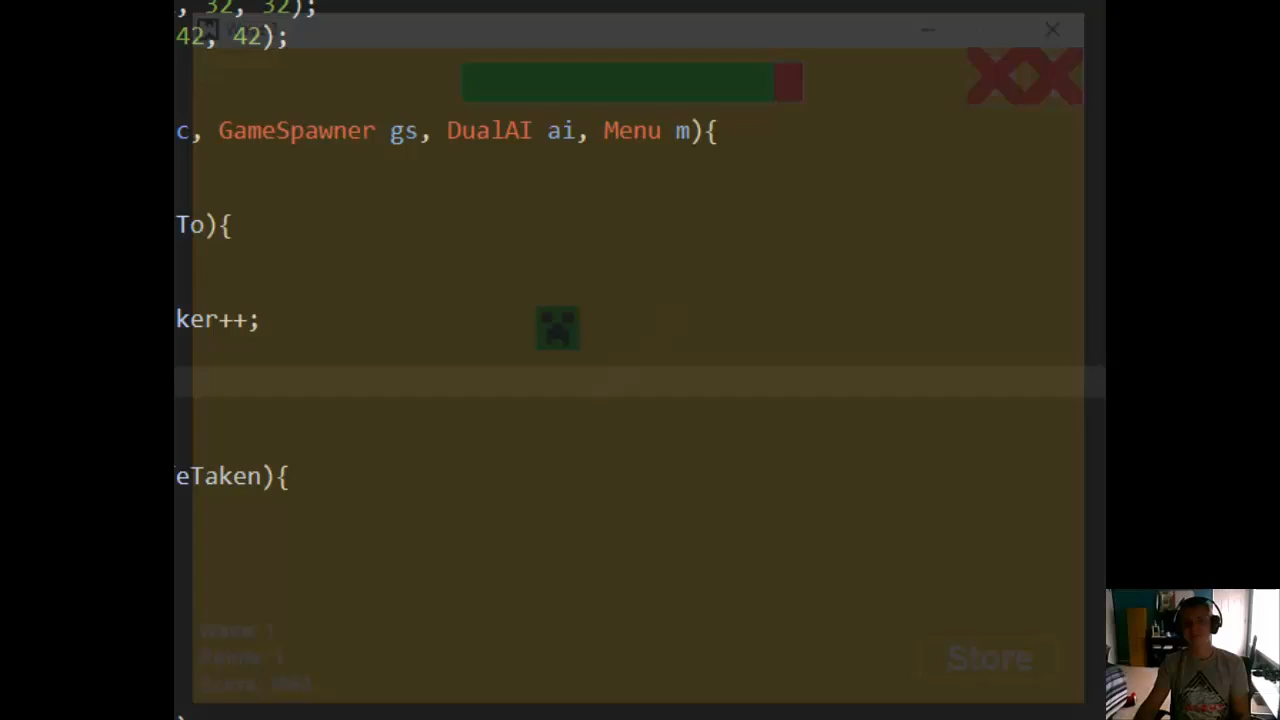 , 32, 32);
42, 42);
c, GameSpawner gs, DualAI ai, Menu m){
To){
ker++;
eTaken){
Store